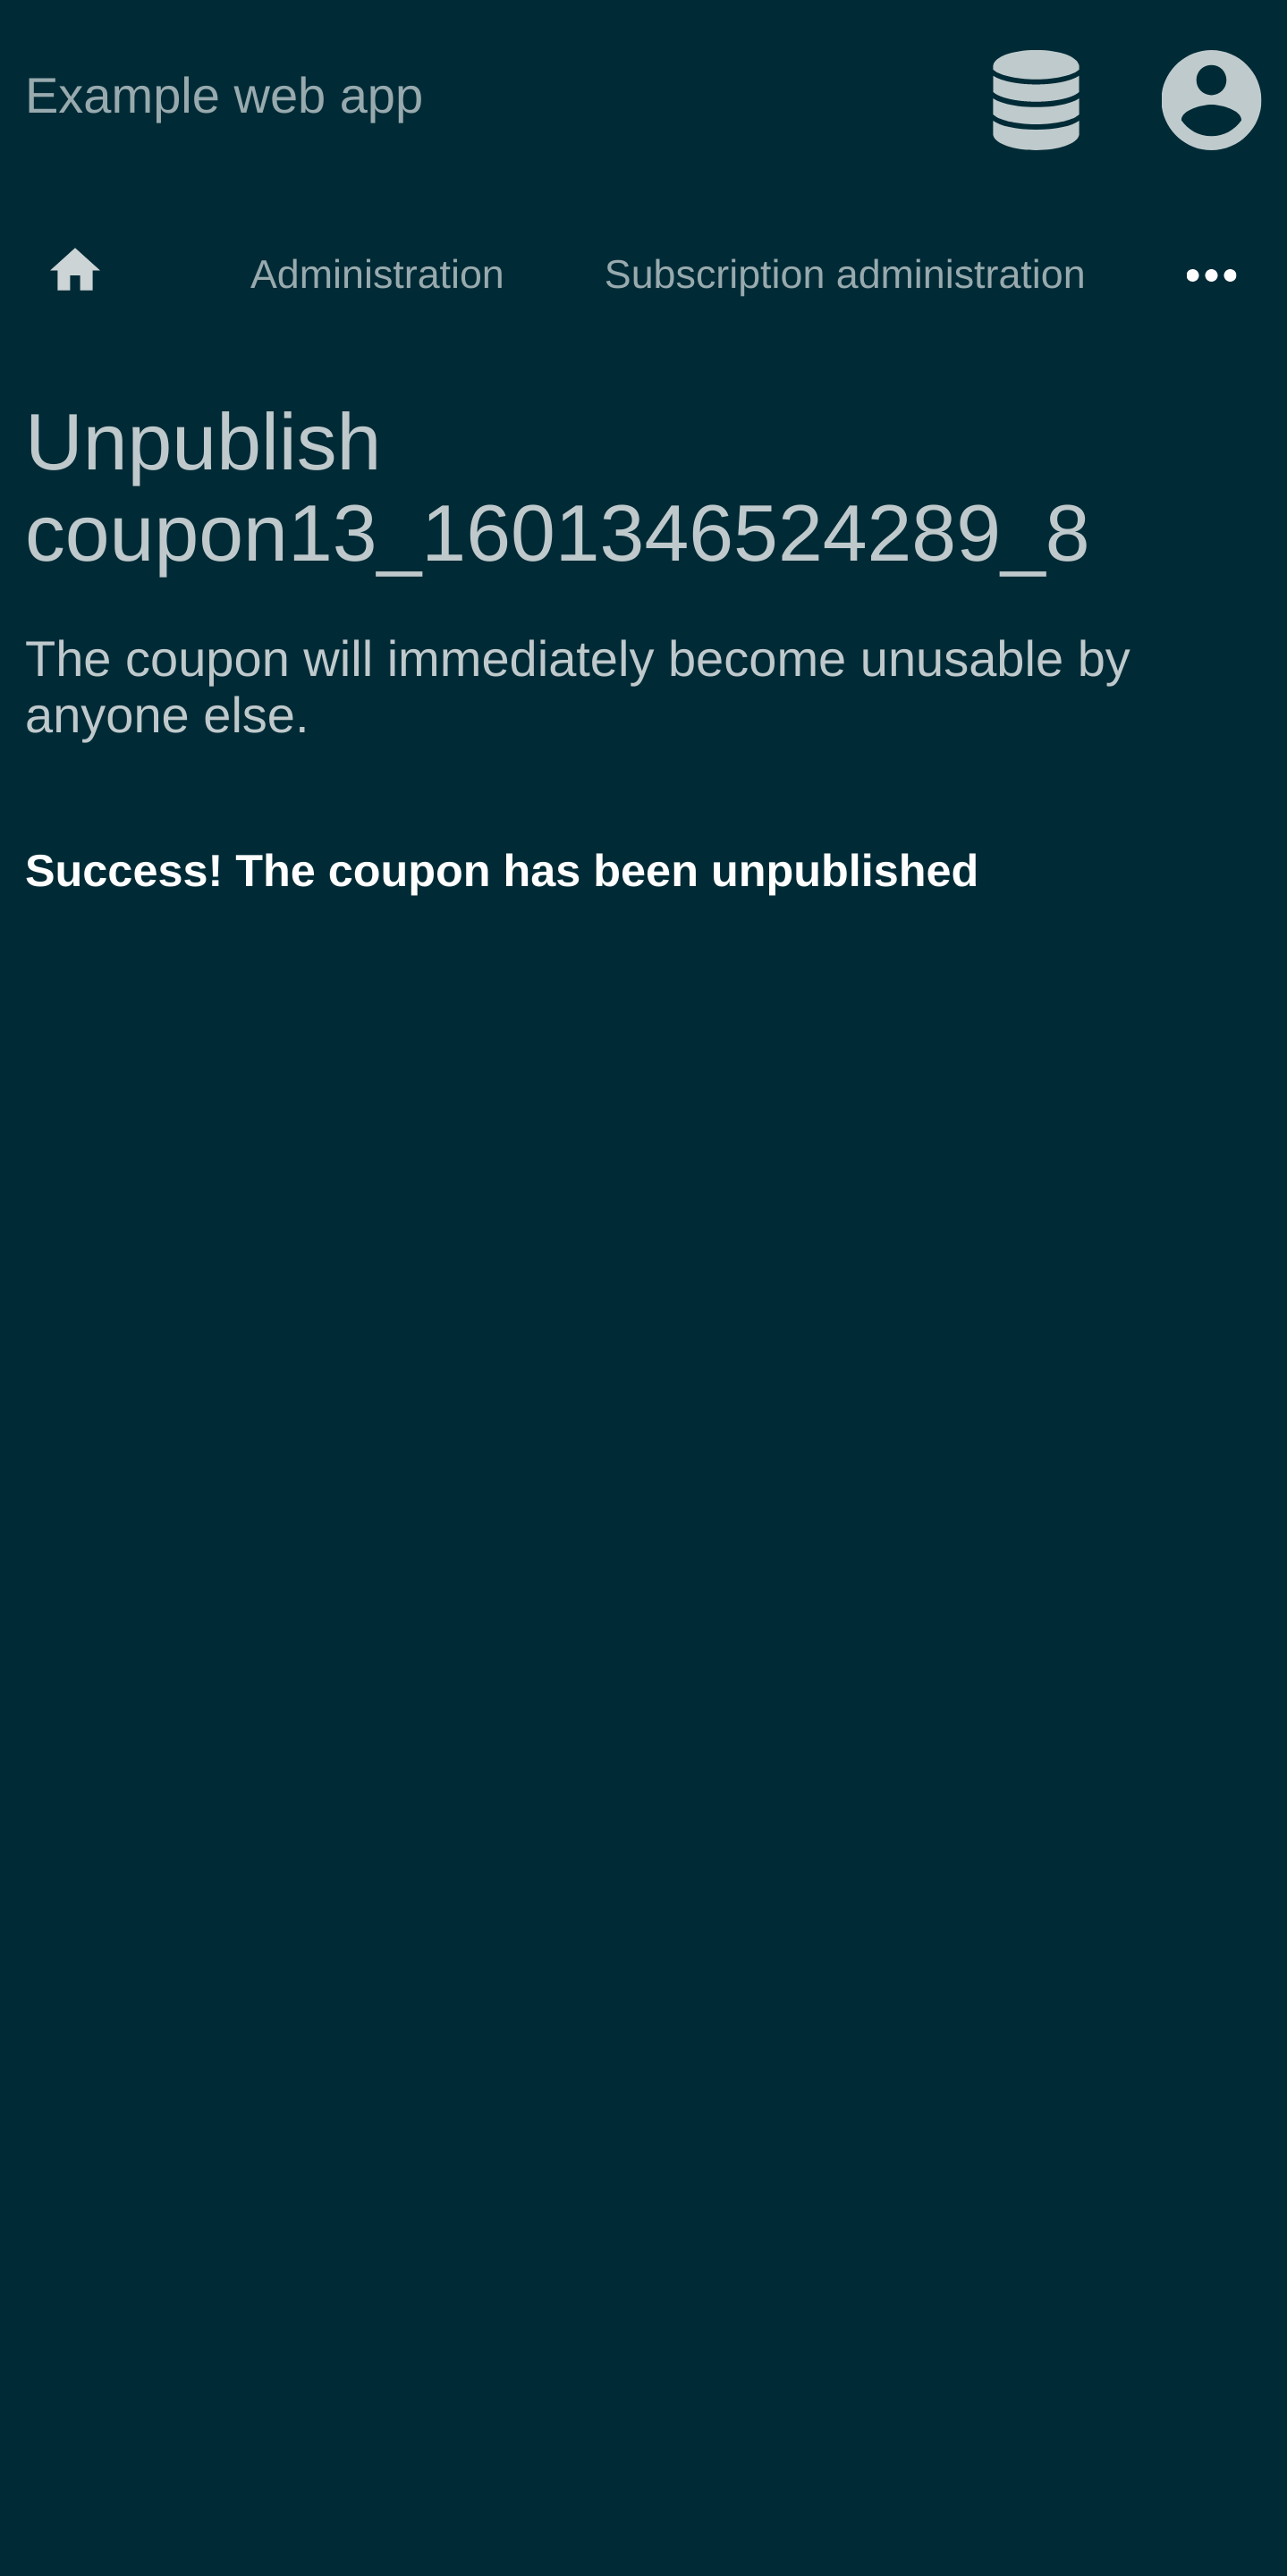 Example web app
Administration Subscription administration
Unpublish
coupon13_1601346524289_8
The coupon will immediately become unusable by
anyone else.
Success! The coupon has been unpublished